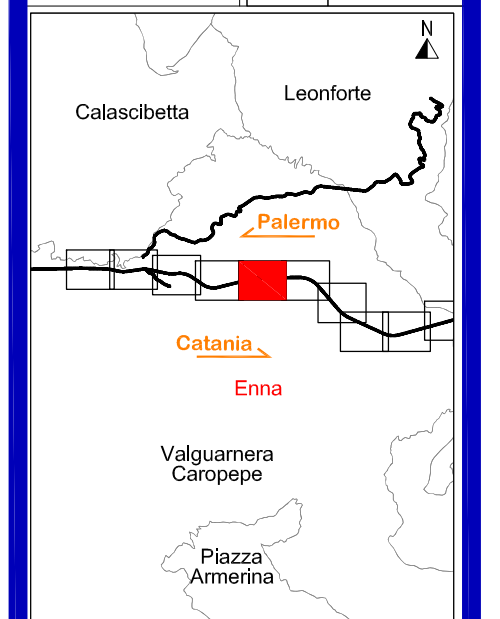 N
Leonforte
Calascibetta
Palermo
Catania
Enna
Valguarnera
Caropepe
Piazza
Armerina